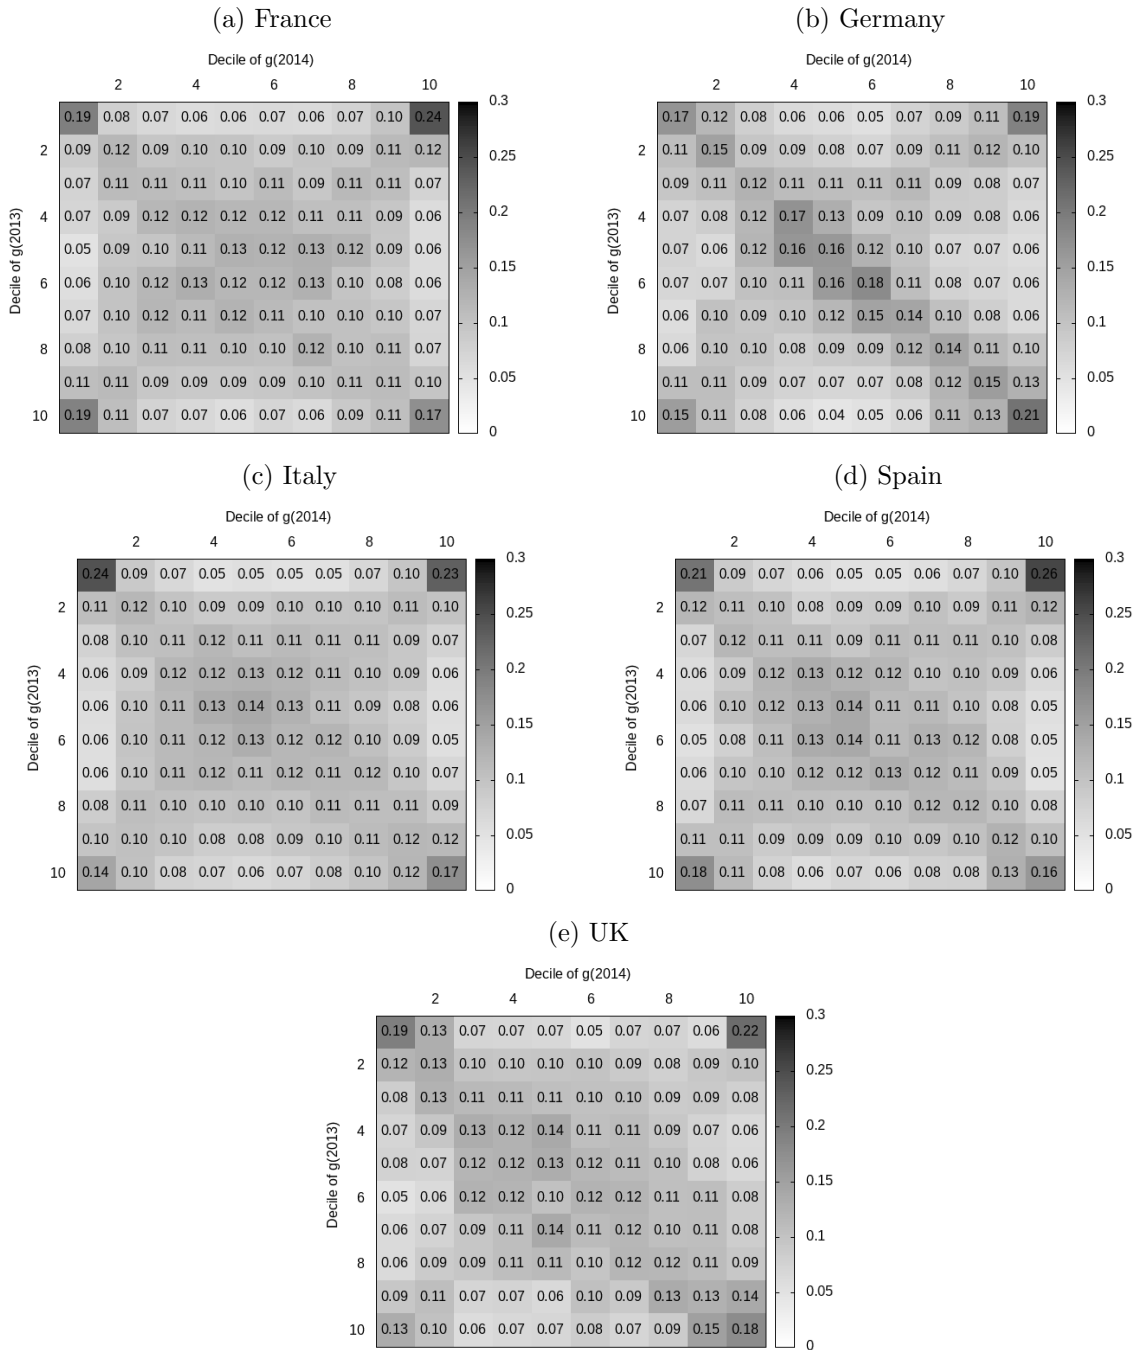 (a) France
Decile of g(2014)
2 4 6 8 10
Decile of g(2013)
0.19 0.08 0.07 0.06 0.06 0.07 0.06 0.07 0.10 0.24
2 0.09 0.12 0.09 0.10 0.10 0.09 0.10 0.09 0.11 0.12
0.07 0.11 0.11 0.11 0.10 0.11 0.09 0.11 0.11 0.07
4 0.07 0.09 0.12 0.12 0.12 0.12 0.11 0.11 0.09 0.06
0.05 0.09 0.10 0.11 0.13 0.12 0.13 0.12 0.09 0.06
6 0.06 0.10 0.12 0.13 0.12 0.12 0.13 0.10 0.08 0.06
0.07 0.10 0.12 0.11 0.12 0.11 0.10 0.10 0.10 0.07
8 0.08 0.10 0.11 0.11 0.10 0.10 0.12 0.10 0.11 0.07
0.11 0.11 0.09 0.09 0.09 0.09 0.10 0.11 0.11 0.10
10 0.19 0.11 0.07 0.07 0.06 0.07 0.06 0.09 0.11 0.17
0.3
0.25
0.2
0.15
0.1
0.05
0
(b) Germany
Decile of g(2014)
2 4 6 8 10
Decile of g(2013)
0.17 0.12 0.08 0.06 0.06 0.05 0.07 0.09 0.11 0.19
2 0.11 0.15 0.09 0.09 0.08 0.07 0.09 0.11 0.12 0.10
0.09 0.11 0.12 0.11 0.11 0.11 0.11 0.09 0.08 0.07
4 0.07 0.08 0.12 0.17 0.13 0.09 0.10 0.09 0.08 0.06
0.07 0.06 0.12 0.16 0.16 0.12 0.10 0.07 0.07 0.06
6 0.07 0.07 0.10 0.11 0.16 0.18 0.11 0.08 0.07 0.06
0.06 0.10 0.09 0.10 0.12 0.15 0.14 0.10 0.08 0.06
8 0.06 0.10 0.10 0.08 0.09 0.09 0.12 0.14 0.11 0.10
0.11 0.11 0.09 0.07 0.07 0.07 0.08 0.12 0.15 0.13
10 0.15 0.11 0.08 0.06 0.04 0.05 0.06 0.11 0.13 0.21
0.3
0.25
0.2
0.15
0.1
0.05
0
(c) Italy
Decile of g(2014)
2 4 6 8 10
Decile of g(2013)
0.24 0.09 0.07 0.05 0.05 0.05 0.05 0.07 0.10 0.23
2 0.11 0.12 0.10 0.09 0.09 0.10 0.10 0.10 0.11 0.10
0.08 0.10 0.11 0.12 0.11 0.11 0.11 0.11 0.09 0.07
4 0.06 0.09 0.12 0.12 0.13 0.12 0.11 0.10 0.09 0.06
0.06 0.10 0.11 0.13 0.14 0.13 0.11 0.09 0.08 0.06
6 0.06 0.10 0.11 0.12 0.13 0.12 0.12 0.10 0.09 0.05
0.06 0.10 0.11 0.12 0.11 0.12 0.11 0.12 0.10 0.07
8 0.08 0.11 0.10 0.10 0.10 0.10 0.11 0.11 0.11 0.09
0.10 0.10 0.10 0.08 0.08 0.09 0.10 0.11 0.12 0.12
10 0.14 0.10 0.08 0.07 0.06 0.07 0.08 0.10 0.12 0.17
0.3
0.25
0.2
0.15
0.1
0.05
0
(d) Spain
Decile of g(2014)
2 4 6 8 10
Decile of g(2013)
0.21 0.09 0.07 0.06 0.05 0.05 0.06 0.07 0.10 0.26
2 0.12 0.11 0.10 0.08 0.09 0.09 0.10 0.09 0.11 0.12
0.07 0.12 0.11 0.11 0.09 0.11 0.11 0.11 0.10 0.08
4 0.06 0.09 0.12 0.13 0.12 0.12 0.10 0.10 0.09 0.06
0.06 0.10 0.12 0.13 0.14 0.11 0.11 0.10 0.08 0.05
6 0.05 0.08 0.11 0.13 0.14 0.11 0.13 0.12 0.08 0.05
0.06 0.10 0.10 0.12 0.12 0.13 0.12 0.11 0.09 0.05
8 0.07 0.11 0.11 0.10 0.10 0.10 0.12 0.12 0.10 0.08
0.11 0.11 0.09 0.09 0.09 0.10 0.09 0.10 0.12 0.10
10 0.18 0.11 0.08 0.06 0.07 0.06 0.08 0.08 0.13 0.16
0.3
0.25
0.2
0.15
0.1
0.05
0
(e) UK
Decile of g(2014)
2 4 6 8 10
Decile of g(2013)
0.19 0.13 0.07 0.07 0.07 0.05 0.07 0.07 0.06 0.22
2 0.12 0.13 0.10 0.10 0.10 0.10 0.09 0.08 0.09 0.10
0.08 0.13 0.11 0.11 0.11 0.10 0.10 0.09 0.09 0.08
4 0.07 0.09 0.13 0.12 0.14 0.11 0.11 0.09 0.07 0.06
0.08 0.07 0.12 0.12 0.13 0.12 0.11 0.10 0.08 0.06
6 0.05 0.06 0.12 0.12 0.10 0.12 0.12 0.11 0.11 0.08
0.06 0.07 0.09 0.11 0.14 0.11 0.12 0.10 0.11 0.08
8 0.06 0.09 0.09 0.11 0.11 0.10 0.12 0.12 0.11 0.09
0.09 0.11 0.07 0.07 0.06 0.10 0.09 0.13 0.13 0.14
10 0.13 0.10 0.06 0.07 0.07 0.08 0.07 0.09 0.15 0.18
0.3
0.25
0.2
0.15
0.1
0.05
0